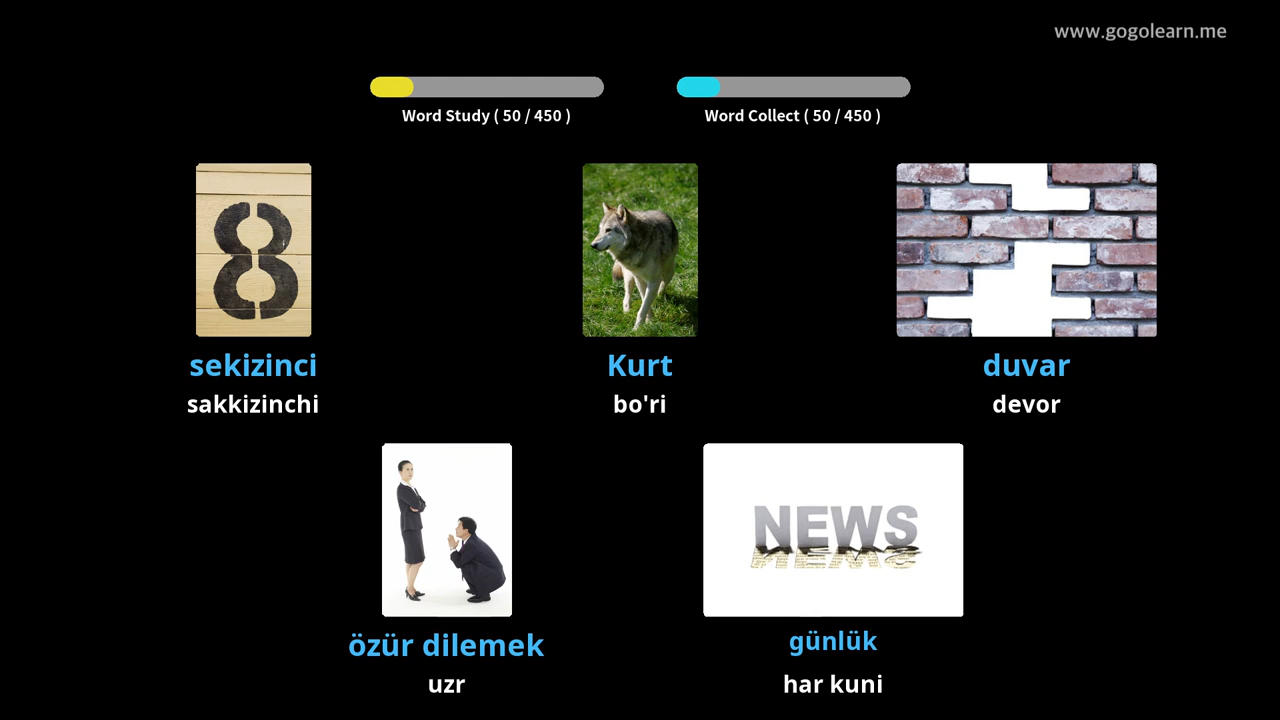 www.gogolearn.me
Word Study ( 50 / 450 )
Word Collect ( 50 / 450 )
8
sekizinci
sakkizinchi
Kurt
bo'ri
duvar
devor
NEWS
özür dilemek
uzr
günlük
har kuni